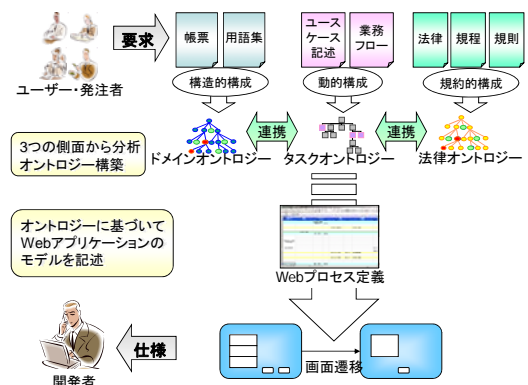 要求
帳票
用語集
ユース
ケース
記述
業務
フロー
法律
規程
規則
ユーザー・発注者
構造的構成
動的構成
規約的構成
連携
連携
ドメインオントロジー
タスクオントロジー
法律オントロジー
3つの側面から分析
オントロジー構築
オントロジーに基づいて
Webアプリケーションの
モデルを記述
Webプロセス定義
仕様
開発者
画面遷移